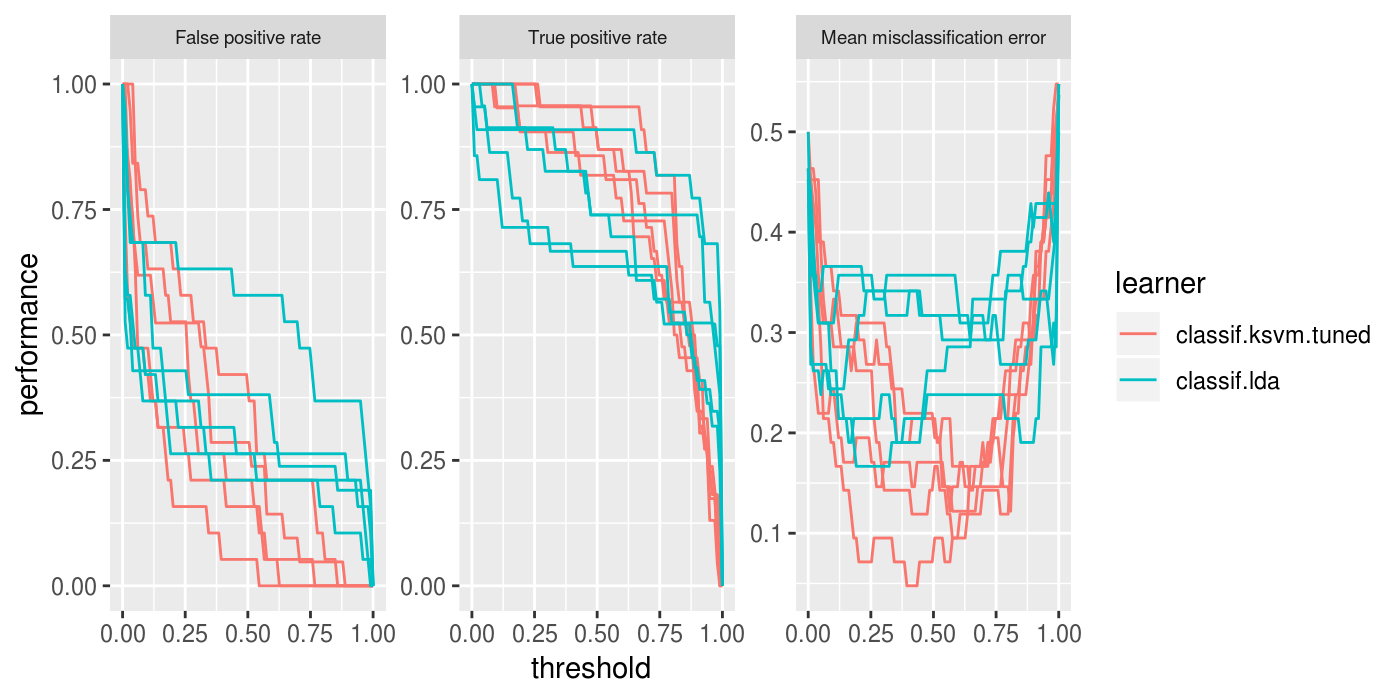 False positive rate
True positive rate
Mean misclassification error
performance
1.00
0.75
0.50
0.25
0.00
1.00
0.75
0.50
0.25
0.00
0.5
0.4
0.3
0.2
0.1
0.00 0.25 0.50 0.75 1.00
0.00 0.25 0.50 0.75 1.00
0.00 0.25 0.50 0.75 1.00
threshold
learner
classif.ksvm.tuned
classif.lda